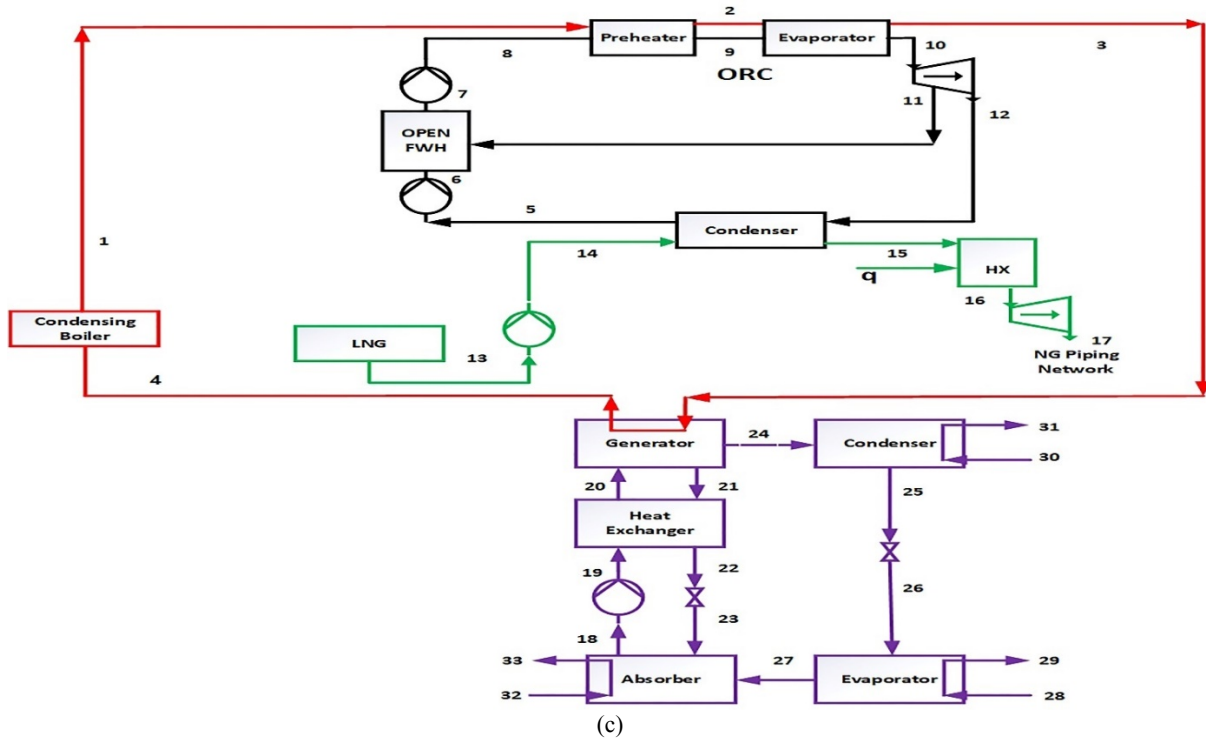 2
3
8
Preheater
9
Evaporator
10
ORC
7
11
12
OPEN
FWH
6
5
Condenser
14
15
q
HX
16
1
Condensing
Boiler
LNG
13
17
NG Piping
Network
4
Generator
24
Condenser
31
30
20
21
25
Heat
Exchanger
19
22
26
23
18
33
Absorber
27
Evaporator
29
32
28
(c)